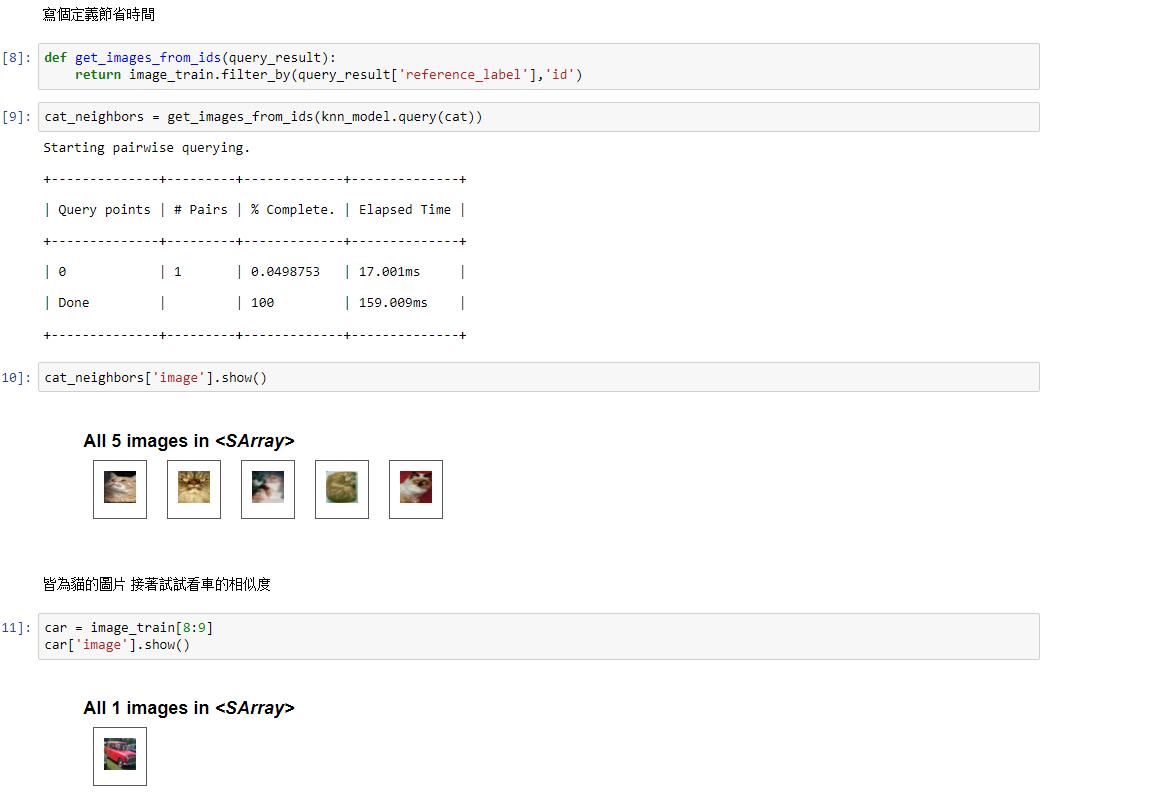 寫個定義節省時間
[8]: def get_images_from_ids(query_result):
return image_train.filter_by(query_result['reference_label'],'id')
[9]: cat_neighbors = get_images_from_ids(knn_model.query(cat))
Starting pairwise querying.
+--------------+---------+-------------+--------------+
| Query points | # Pairs | % Complete. | Elapsed Time |
+--------------+---------+-------------+--------------+
| 0            | 1       | 0.0498753   | 17.001ms     |
| Done         |         | 100         | 159.009ms    |
+--------------+---------+-------------+--------------+
10]: cat_neighbors['image'].show()
All 5 images in <SArray>
皆為貓的圖片 接著試試看車的相似度
11]: car = image_train[8:9]
car['image'].show()
All 1 images in <SArray>